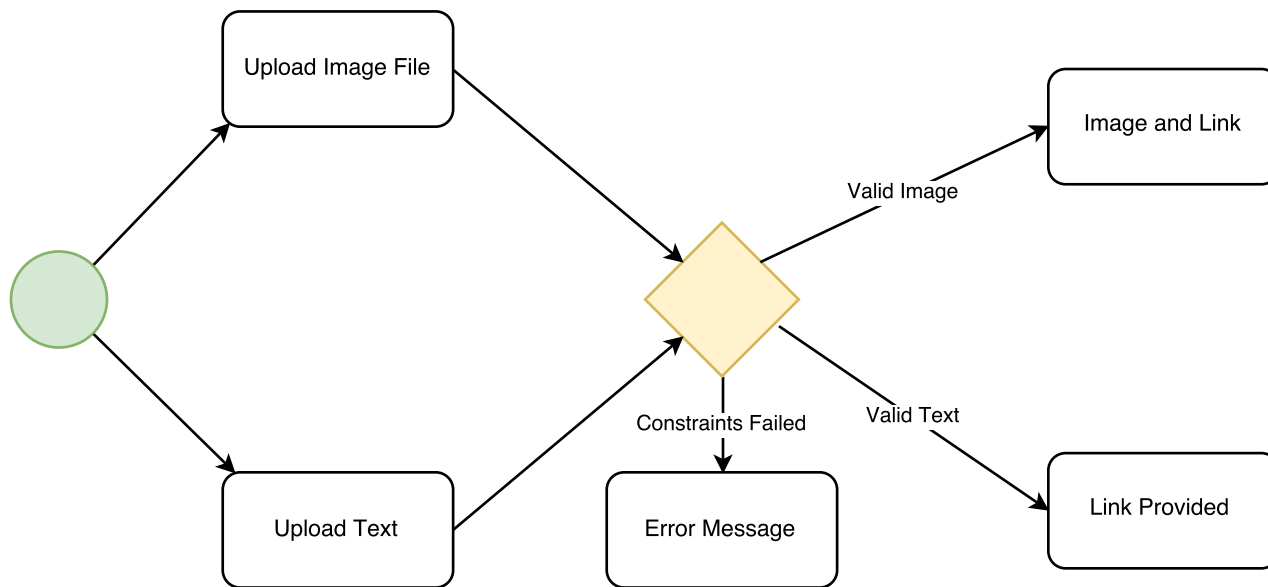 Upload Image File
Image and Link
Valid Image
Valid Text
Constraints Failed
Upload Text
Error Message
Link Provided